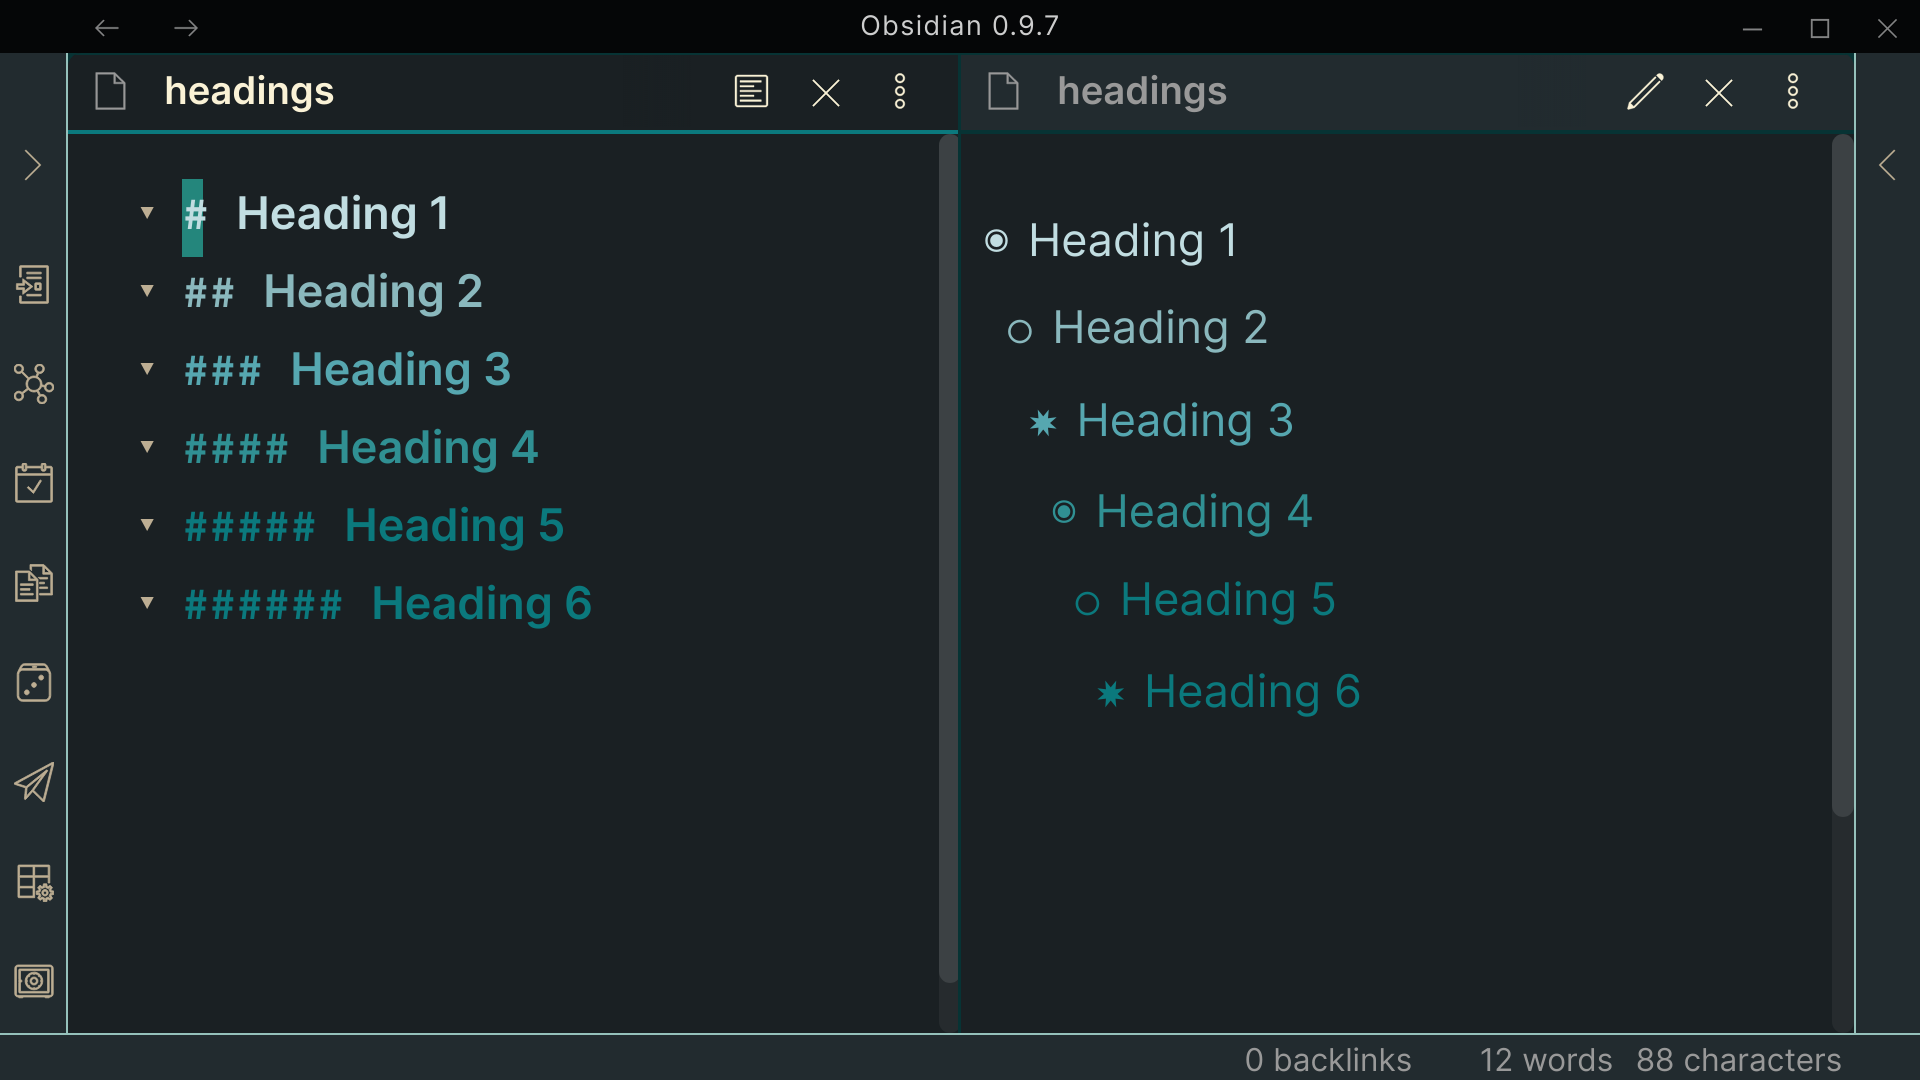 Obsidian 0.9.7
headings
# Heading 1
## Heading 2
### Heading 3
#### Heading 4
##### Heading 5
###### Heading 6
headings
Heading 1
Heading 2
Heading 3
Heading 4
Heading 5
Heading 6
0 backlinks 12 words 88 characters